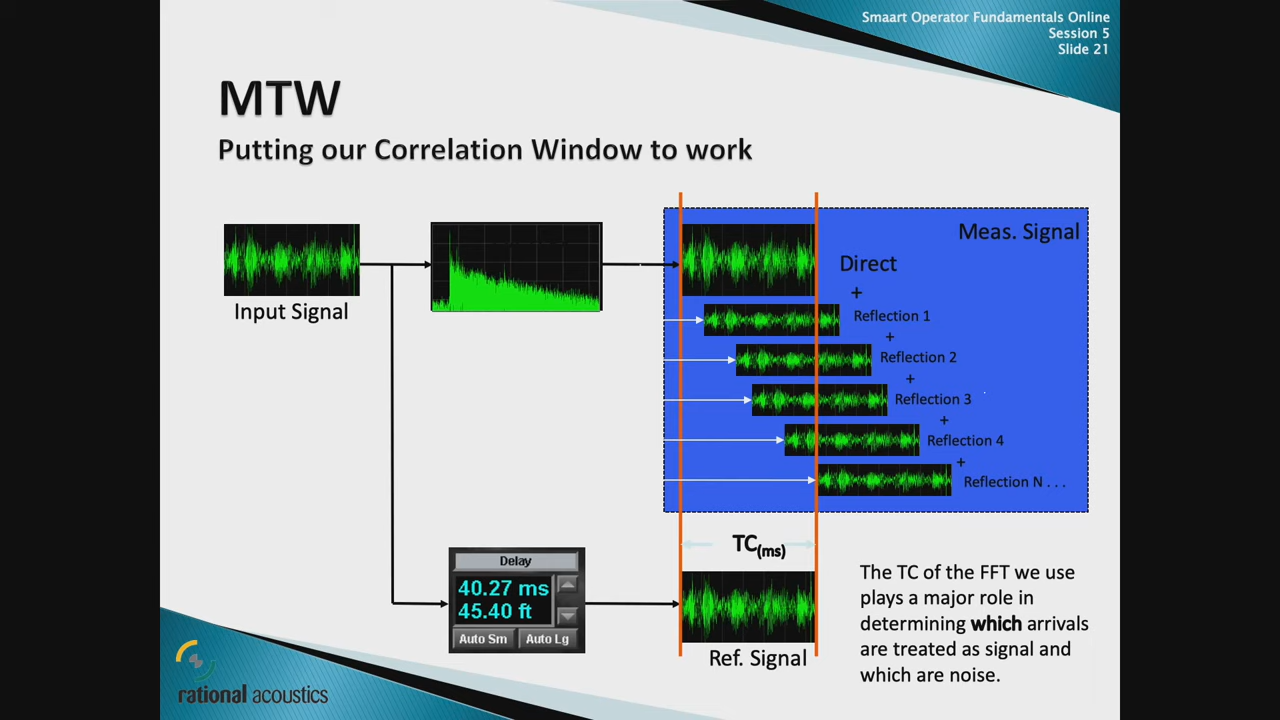 Smaart Operator Fundamentals Online
Session 5
Slide 21
MTW
Putting our Correlation Window to work
Input Signal
Meas. Signal
Direct
+
Reflection 1
+
Reflection 2
+
Reflection 3
+
Reflection 4
+
Reflection N . . .
TC(ms)
Delay
40.27 ms
45.40 ft
Auto Sm
Auto Lg
Ref. Signal
The TC of the FFT we use
plays a major role in
determining which arrivals
are treated as signal and
which are noise.
rational acoustics